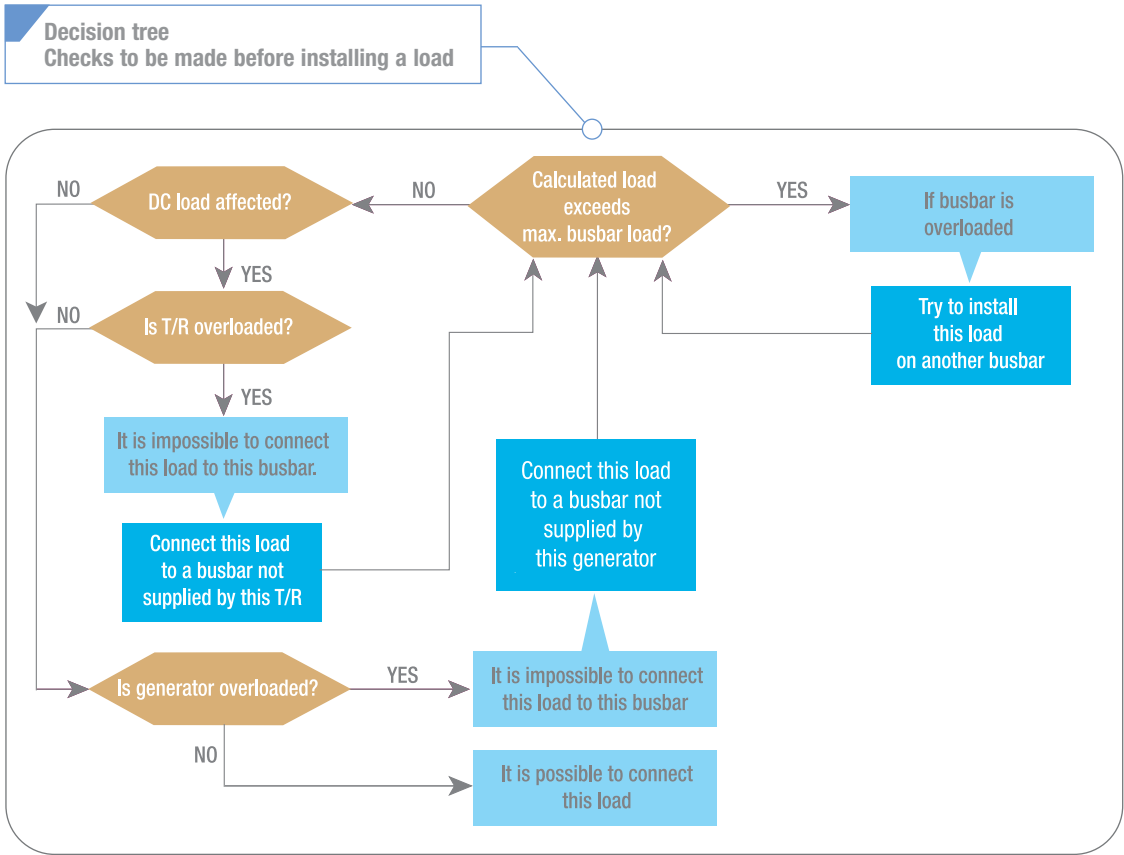 Decision tree
Checks to be made before installing a load
NO
DC load affected?
NO
Calculated load
exceeds
max. busbar load?
YES
If busbar is
overloaded
YES
Try to install
this load
on another busbar
NO
Is T/R overloaded?
YES
It is impossible to connect
this load to this busbar.
Connect this load
to a busbar not
supplied by this T/R
Connect this load
to a busbar not
supplied by
this generator
Is generator overloaded?
YES
It is impossible to connect
this load to this busbar
NO
It is possible to connect
this load